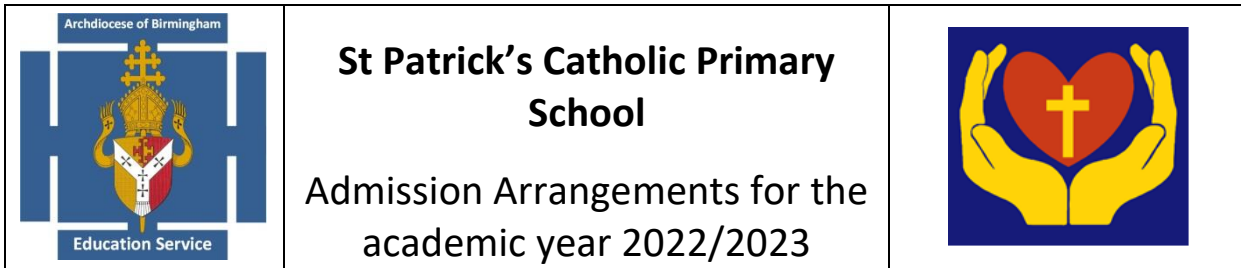 Archdiocese of Birmingham
Education Service
St Patrick’s Catholic Primary
School
Admission Arrangements for the
academic year 2022/2023